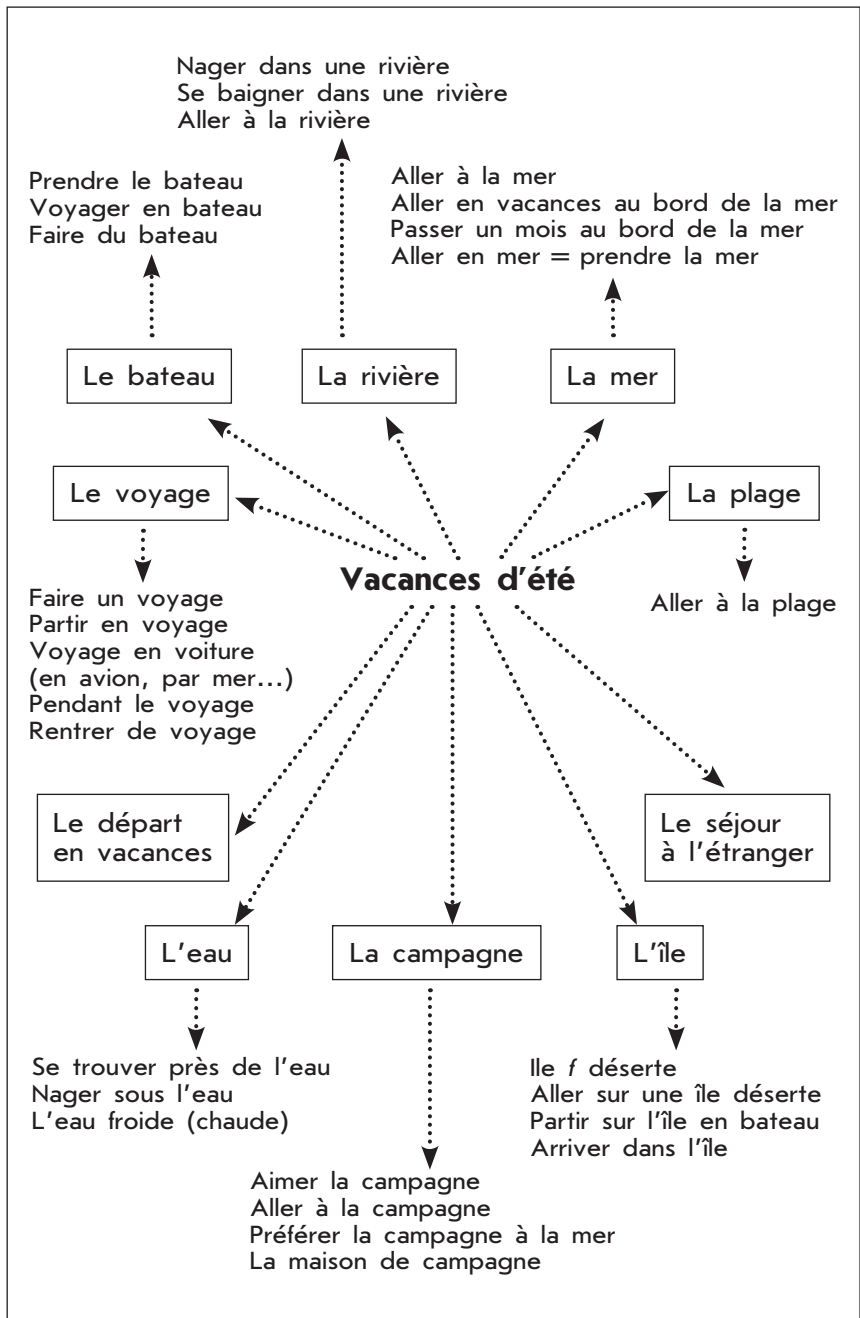 Nager dans une rivière
Se baigner dans une rivière
Aller à la rivière
Prendre le bateau
Voyager en bateau
Faire du bateau
Aller à la mer
Aller en vacances au bord de la mer
Passer un mois au bord de la mer
Aller en mer = prendre la mer
Le bateau
La rivière
La mer
Le voyage
La plage
Vacances d'été
Faire un voyage
Partir en voyage
Voyage en voiture
(en avion, par mer...)
Pendant le voyage
Rentrer de voyage
Aller à la plage
Le départ
en vacances
Le séjour
à l'étranger
L'eau
La campagne
L'île
Se trouver près de l'eau
Nager sous l'eau
L'eau froide (chaude)
Ile f déserte
Aller sur une île déserte
Partir sur l'île en bateau
Arriver dans l'île
Aimer la campagne
Aller à la campagne
Préférer la campagne à la mer
La maison de campagne